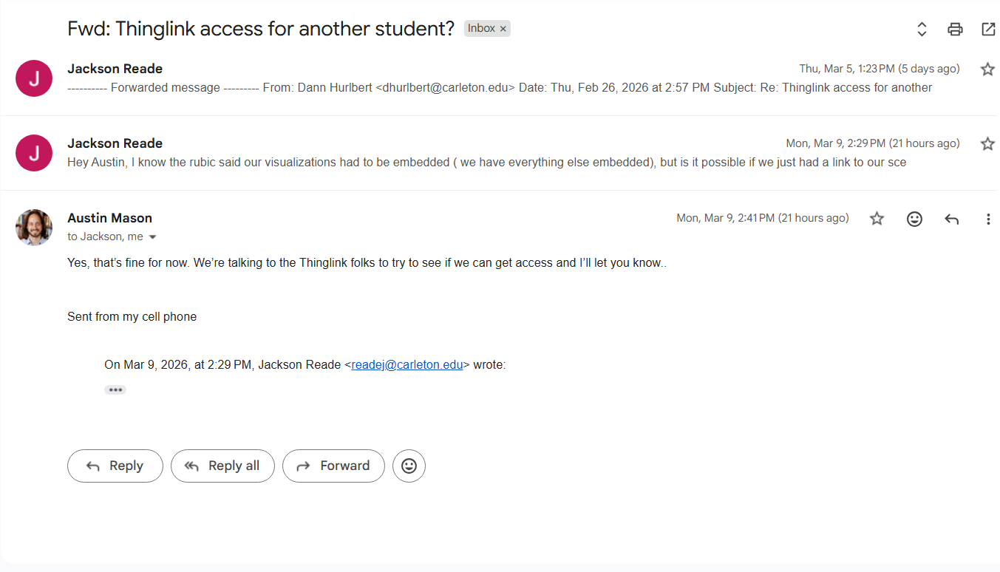 Fwd: Thinglink access for another student? Inbox ×
J
Jackson Reade Thu, Mar 5, 1:23 PM (5 days ago)
---------- Forwarded message --------- From: Dann Hurlbert <dhurlbert@carleton.edu> Date: Thu, Feb 26, 2026 at 2:57 PM Subject: Re: Thinglink access for another
J
Jackson Reade Mon, Mar 9, 2:29 PM (21 hours ago)
Hey Austin, I know the rubic said our visualizations had to be embedded ( we have everything else embedded), but is it possible if we just had a link to our sce
Austin Mason Mon, Mar 9, 2:41 PM (21 hours ago)
to Jackson, me
Yes, that’s fine for now. We’re talking to the Thinglink folks to try to see if we can get access and I’ll let you know..
Sent from my cell phone
On Mar 9, 2026, at 2:29 PM, Jackson Reade <readej@carleton.edu> wrote:
Reply Reply all Forward